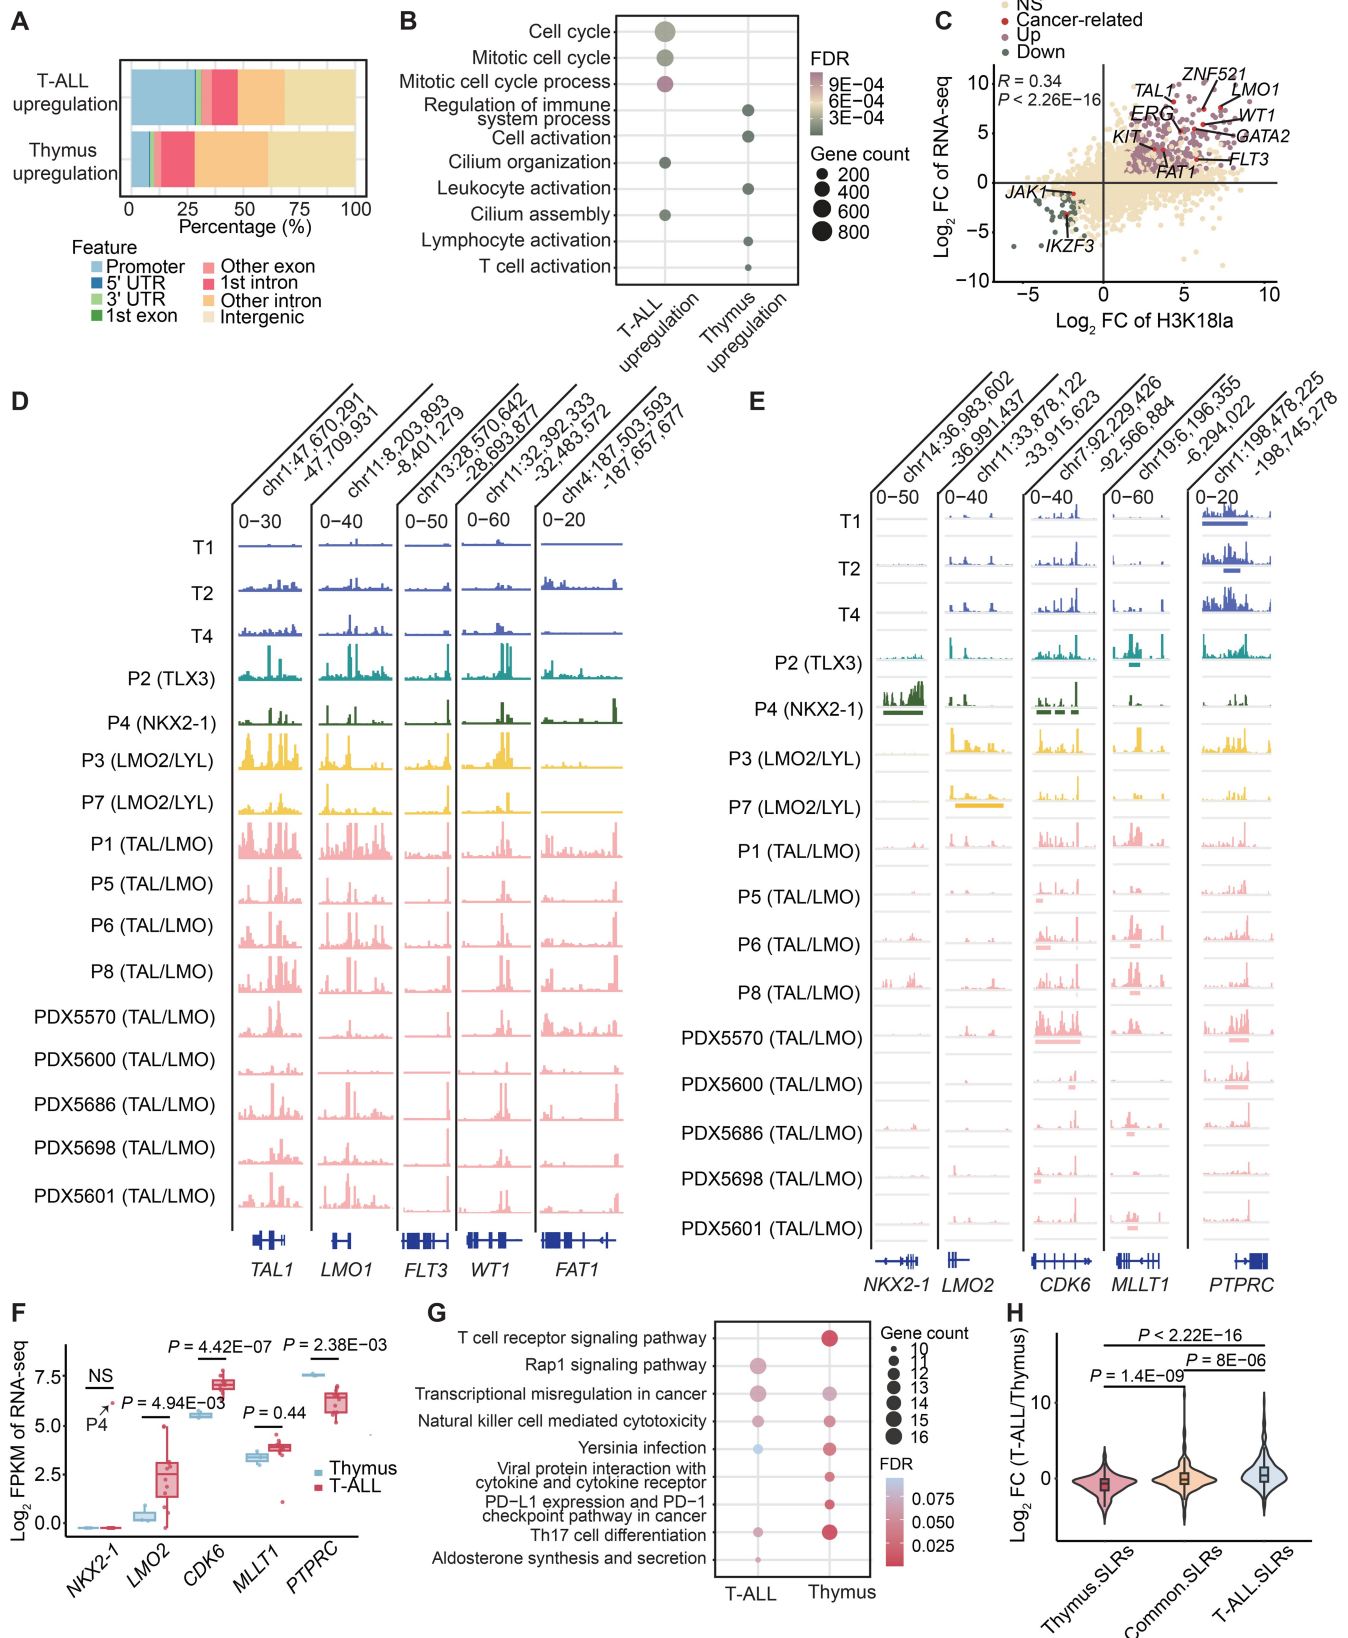 A
T-ALL
upregulation
Thymus
upregulation
0 25 50 75 100
Percentage (%)
Feature
Promoter
5' UTR
3' UTR
1st exon
Other exon
1st intron
Other intron
Intergenic
B
Cell cycle
Mitotic cell cycle
Mitotic cell cycle process
Regulation of immune
system process
Cell activation
Cilium organization
Leukocyte activation
Cilium assembly
Lymphocyte activation
T cell activation
T-ALL
upregulation
Thymus
upregulation
FDR
9E−04
6E−04
3E−04
Gene count
200
400
600
800
C
NS
Cancer-related
Up
Down
R = 0.34
P < 2.26E−16
Log2 FC of RNA-seq
10
5
0
−5
−10
−5 0 5 10
Log2 FC of H3K18la
ZNF521
TAL1
LMO1
ERG
WT1
KIT
GATA2
FLT3
FAT1
JAK1
IKZF3
D
chr1:47,670,291
-47,709,931
chr11:8,203,893
-8,401,279
chr13:28,570,642
-28,693,877
chr11:32,392,333
-32,483,572
chr4:187,503,593
-187,657,677
0−30 0−40 0−50 0−60 0−20
T1
T2
T4
P2 (TLX3)
P4 (NKX2-1)
P3 (LMO2/LYL)
P7 (LMO2/LYL)
P1 (TAL/LMO)
P5 (TAL/LMO)
P6 (TAL/LMO)
P8 (TAL/LMO)
PDX5570 (TAL/LMO)
PDX5600 (TAL/LMO)
PDX5686 (TAL/LMO)
PDX5698 (TAL/LMO)
PDX5601 (TAL/LMO)
TAL1 LMO1 FLT3 WT1 FAT1
E
chr14:36,983,602
-36,991,437
chr11:33,878,122
-33,915,623
chr7:92,229,426
-92,566,884
chr19:6,196,355
-6,294,022
chr1:198,478,225
-198,745,278
0−50 0−40 0−40 0−60 0−20
T1
T2
T4
P2 (TLX3)
P4 (NKX2-1)
P3 (LMO2/LYL)
P7 (LMO2/LYL)
P1 (TAL/LMO)
P5 (TAL/LMO)
P6 (TAL/LMO)
P8 (TAL/LMO)
PDX5570 (TAL/LMO)
PDX5600 (TAL/LMO)
PDX5686 (TAL/LMO)
PDX5698 (TAL/LMO)
PDX5601 (TAL/LMO)
NKX2-1 LMO2 CDK6 MLLT1 PTPRC
F
Log2 FPKM of RNA-seq
7.5
5.0
2.5
0.0
NS
P4
P = 4.94E−03
P = 4.42E−07
P = 0.44
P = 2.38E−03
Thymus
T-ALL
NKX2-1 LMO2 CDK6 MLLT1 PTPRC
G
T cell receptor signaling pathway
Rap1 signaling pathway
Transcriptional misregulation in cancer
Natural killer cell mediated cytotoxicity
Yersinia infection
Viral protein interaction with
cytokine and cytokine receptor
PD−L1 expression and PD−1
checkpoint pathway in cancer
Th17 cell differentiation
Aldosterone synthesis and secretion
T-ALL Thymus
Gene count
10
11
12
13
14
15
16
FDR
0.075
0.050
0.025
H
Log2 FC (T-ALL/Thymus)
10
0
P < 2.22E−16
P = 8E−06
P = 1.4E−09
Thymus.SLRs
Common.SLRs
T-ALL.SLRs